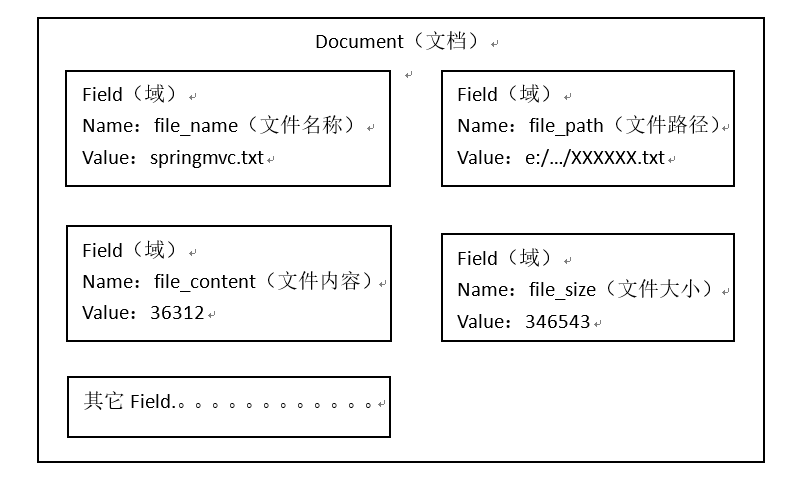 Document（文档）
Field（域）
Name：file_name（文件名称）
Value：springmvc.txt
Field（域）
Name：file_path（文件路径）
Value：e:/.../XXXXXX.txt
Field（域）
Name：file_content（文件内容）
Value：36312
Field（域）
Name：file_size（文件大小）
Value：346543
其它 Field.。。。。。。。。。。。。